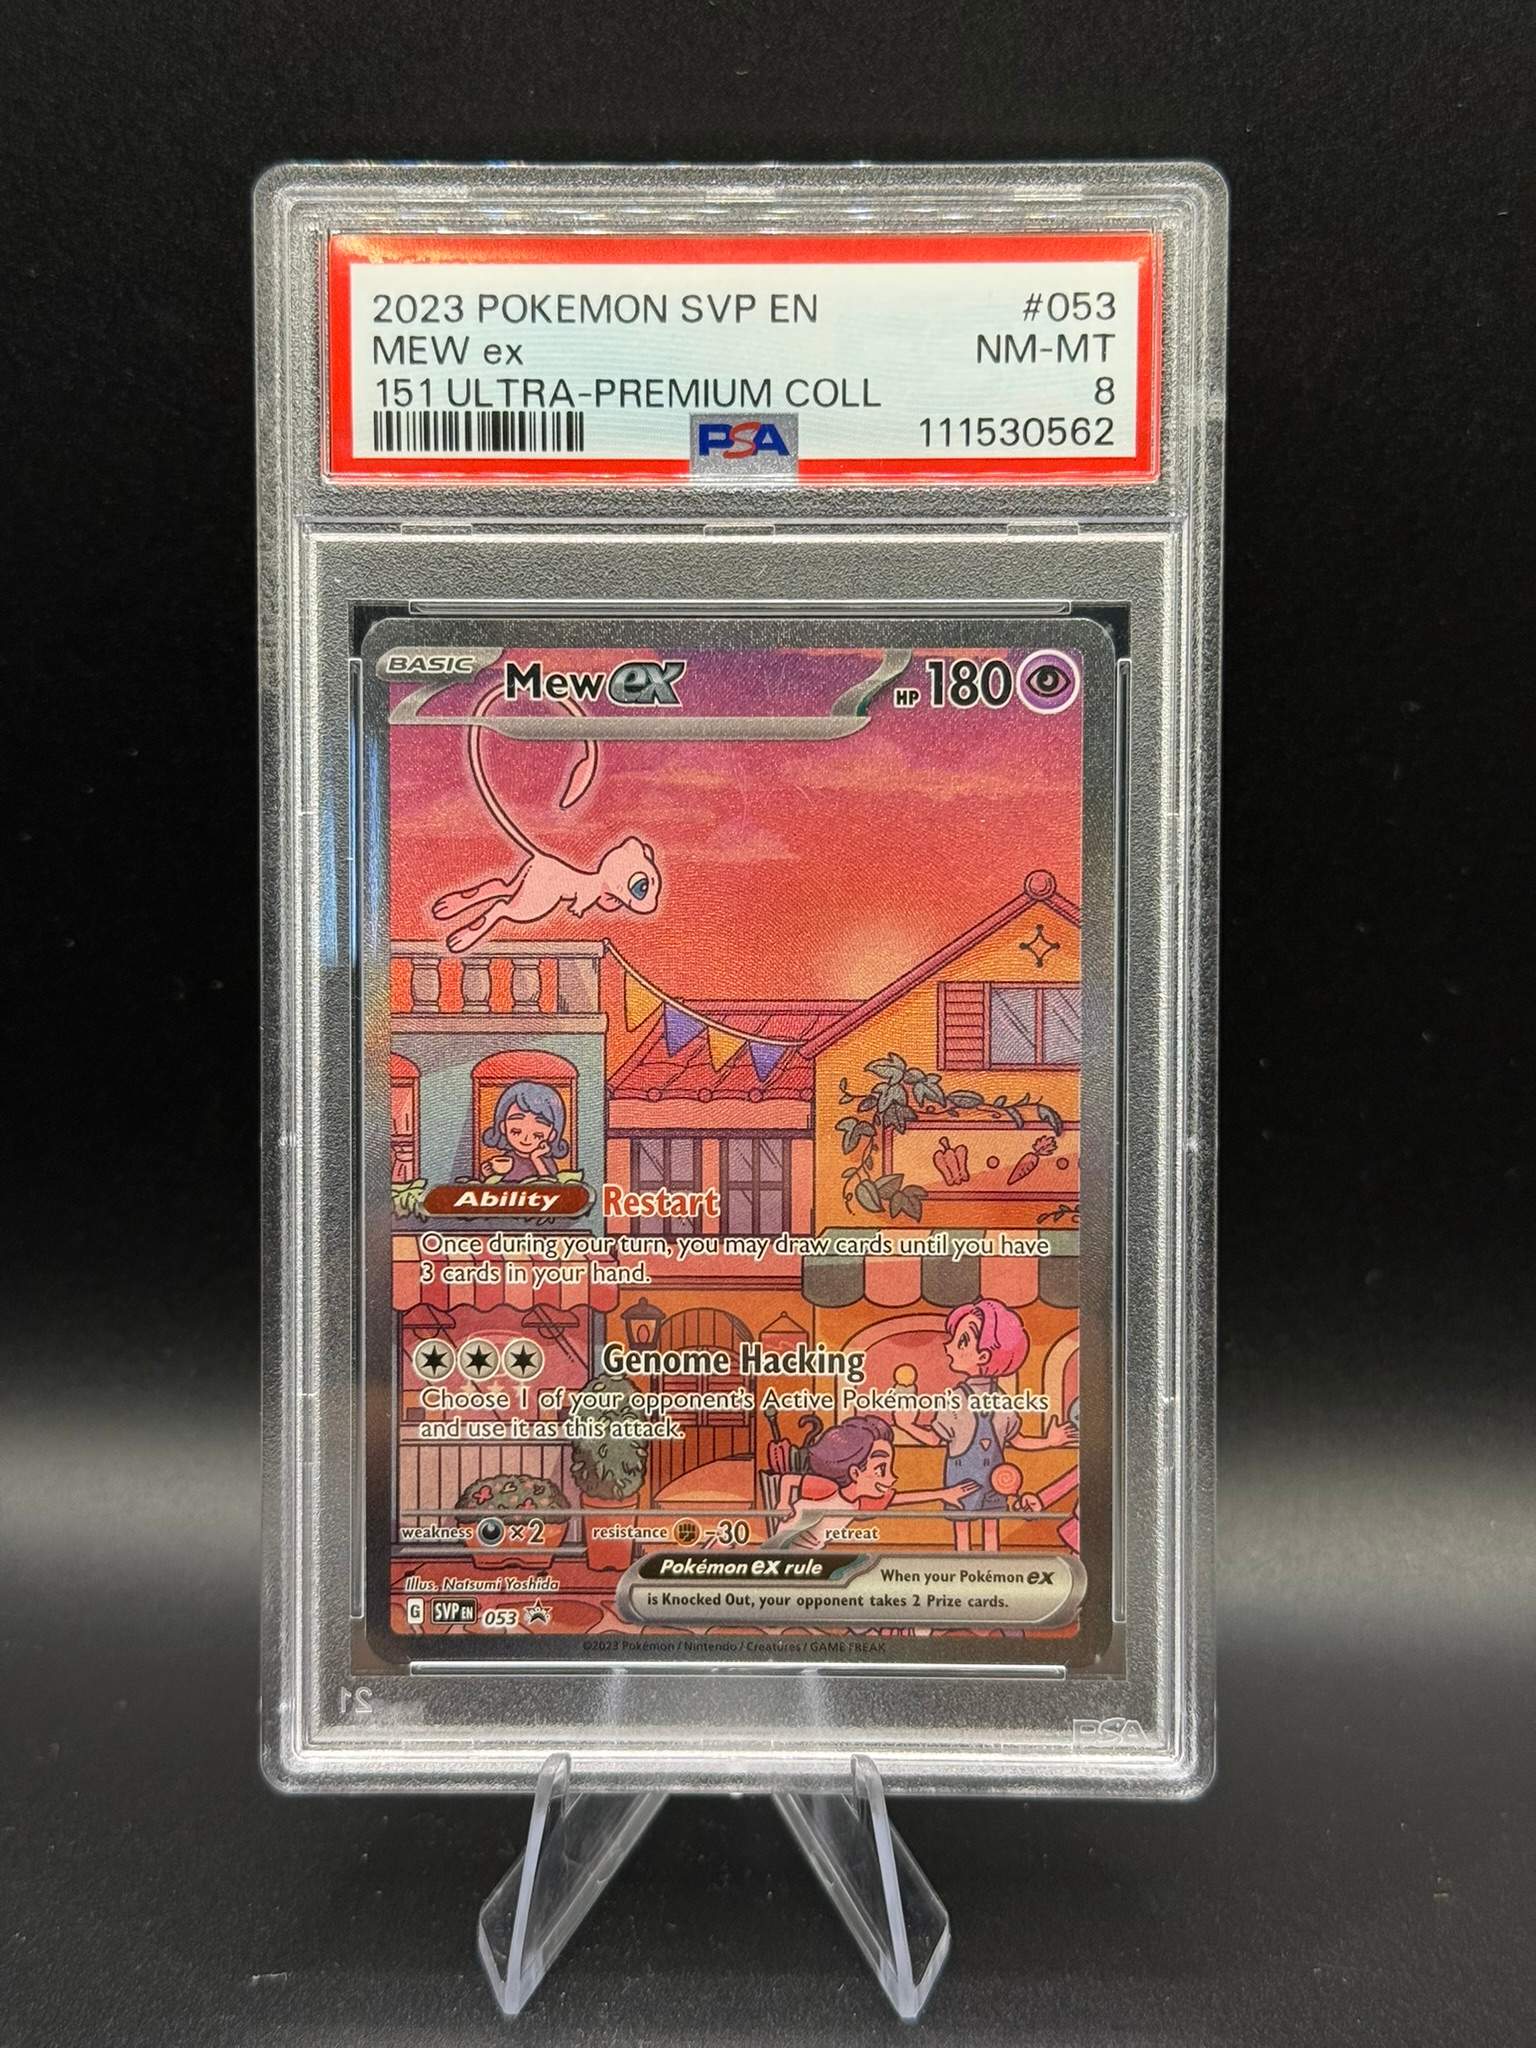 2023 POKEMON SVP EN #053
MEW ex NM-MT
151 ULTRA-PREMIUM COLL 8
PSA 111530562
BASIC Mew ex HP 180
Ability Restart
Once during your turn, you may draw cards until you have
3 cards in your hand.
Genome Hacking
Choose 1 of your opponent's Active Pokémon's attacks
and use it as this attack.
weakness ×2 resistance -30 retreat
Pokémon ex rule When your Pokémon ex
is Knocked Out, your opponent takes 2 Prize cards.
Illus. Natsumi Yoshida
G SVP EN 053
©2023 Pokémon / Nintendo / Creatures / GAME FREAK
21
PSA